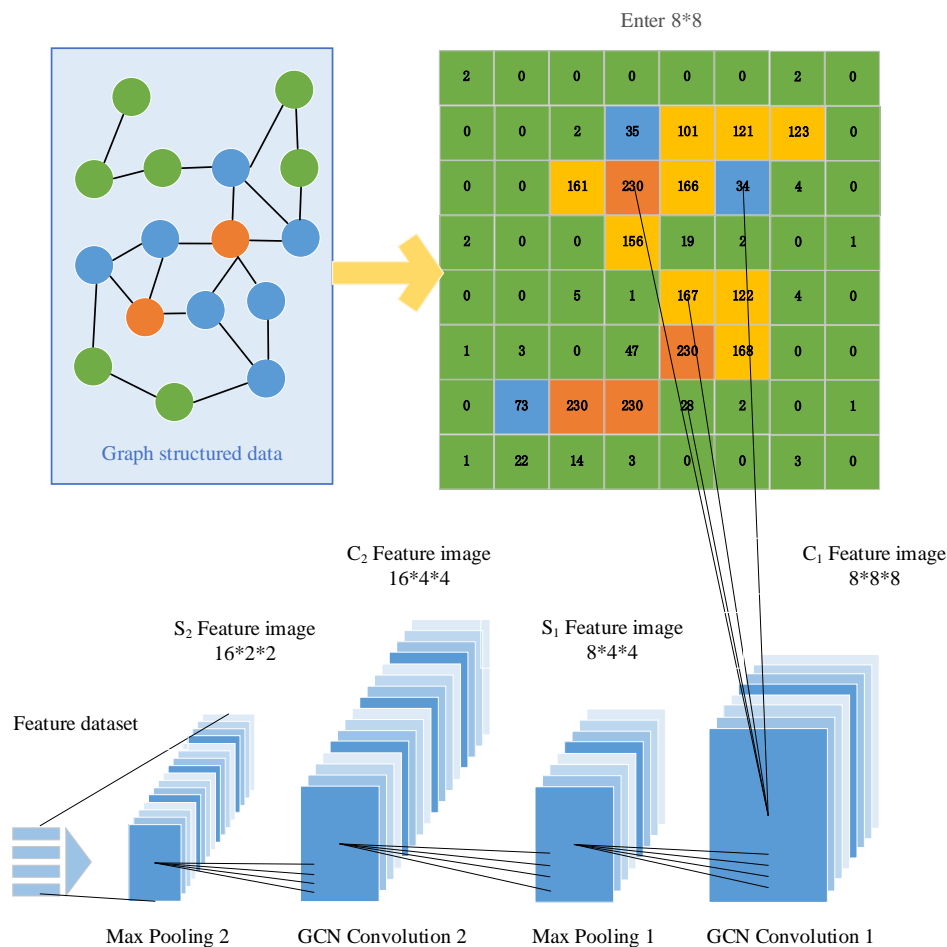 Enter 8*8
2 0 0 0 0 0 2 0
0 0 2 35 101 121 123 0
0 0 161 230 166 34 4 0
2 0 0 156 19 2 0 1
0 0 5 1 167 122 4 0
1 3 0 47 230 168 0 0
0 73 230 230 28 2 0 1
1 22 14 3 0 0 3 0
Graph structured data
C₂ Feature image
16*4*4
C₁ Feature image
8*8*8
S₂ Feature image
16*2*2
S₁ Feature image
8*4*4
Feature dataset
Max Pooling 2
GCN Convolution 2
Max Pooling 1
GCN Convolution 1